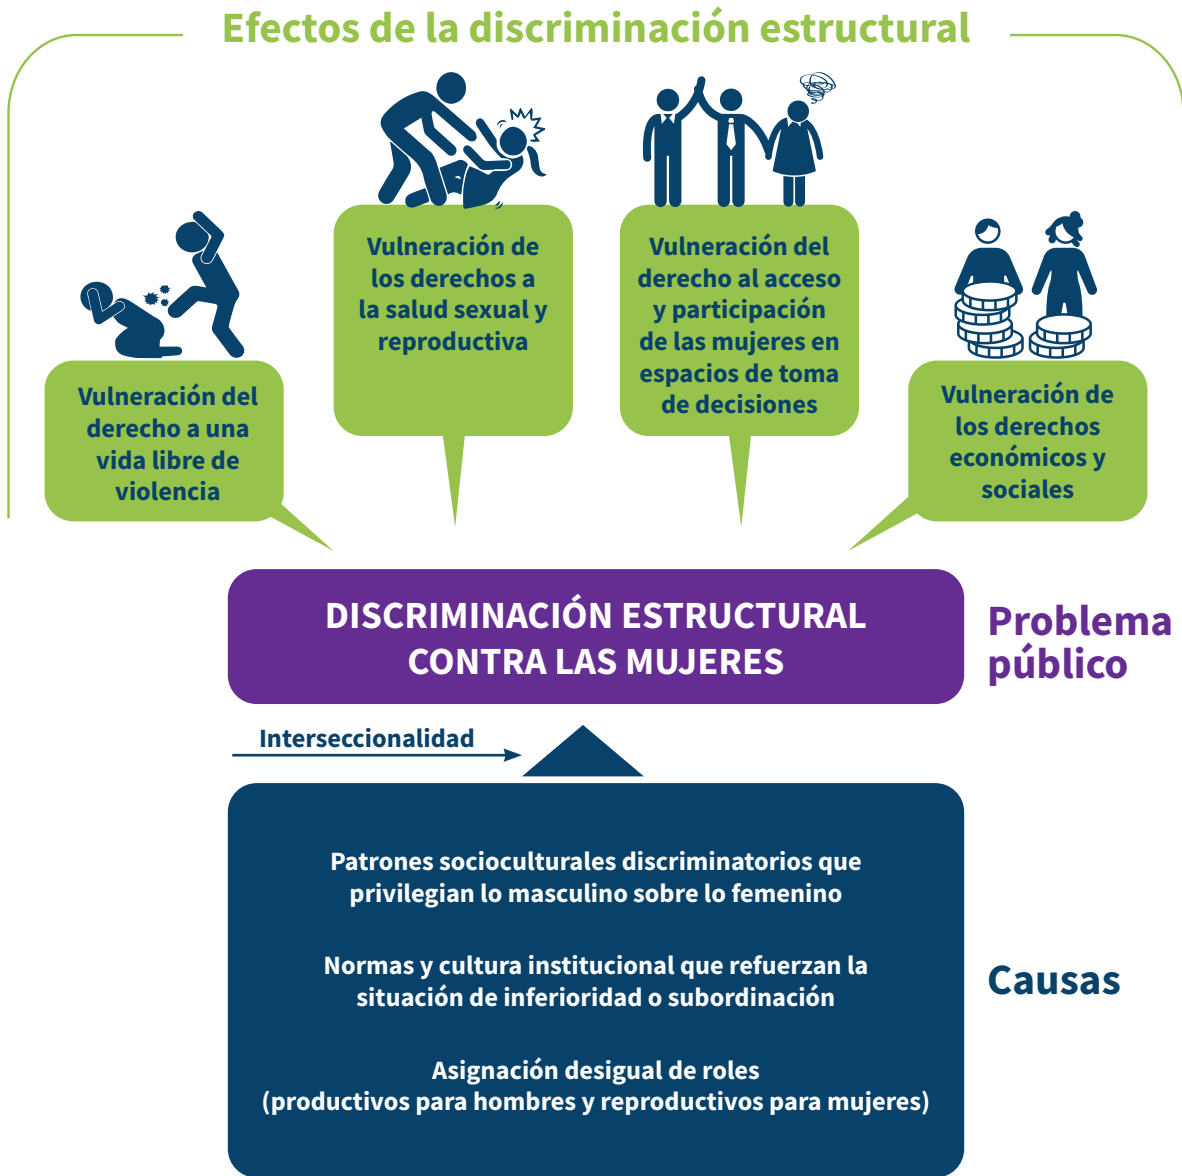 Efectos de la discriminación estructural
Vulneración del
derecho a una
vida libre de
violencia
Vulneración de
los derechos a
la salud sexual y
reproductiva
Vulneración del
derecho al acceso
y participación
de las mujeres en
espacios de toma
de decisiones
Vulneración de
los derechos
económicos y
sociales
DISCRIMINACIÓN ESTRUCTURAL
CONTRA LAS MUJERES
Problema
público
Interseccionalidad
Patrones socioculturales discriminatorios que
privilegian lo masculino sobre lo femenino
Normas y cultura institucional que refuerzan la
situación de inferioridad o subordinación
Asignación desigual de roles
(productivos para hombres y reproductivos para mujeres)
Causas